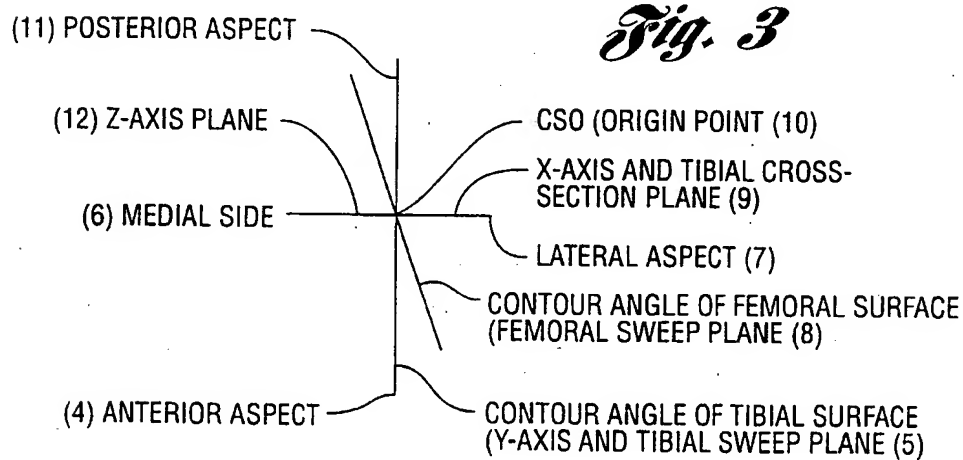 Fig. 3
(11) POSTERIOR ASPECT
(12) Z-AXIS PLANE
(6) MEDIAL SIDE
(4) ANTERIOR ASPECT
CSO (ORIGIN POINT (10)
X-AXIS AND TIBIAL CROSS-
SECTION PLANE (9)
LATERAL ASPECT (7)
CONTOUR ANGLE OF FEMORAL SURFACE
(FEMORAL SWEEP PLANE (8)
CONTOUR ANGLE OF TIBIAL SURFACE
(Y-AXIS AND TIBIAL SWEEP PLANE (5)